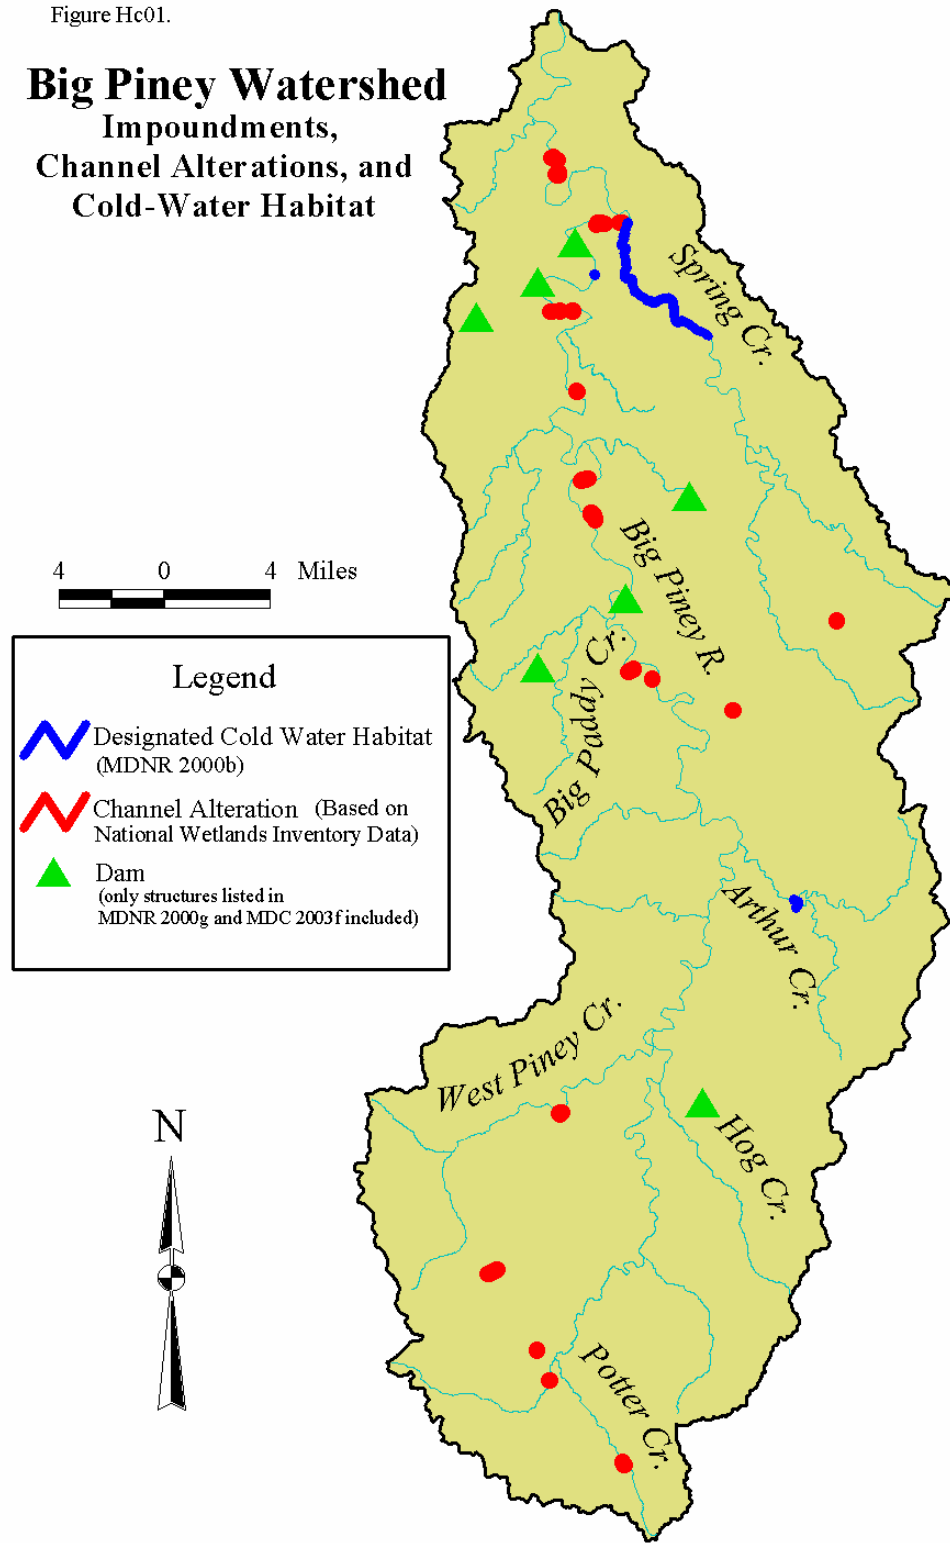 Figure Hc01.
Big Piney Watershed
Impoundments,
Channel Alterations, and
Cold-Water Habitat
Spring Cr.
4 0 4 Miles
Big Piney R.
Big Paddy Cr.
Legend
Designated Cold Water Habitat
(MDNR 2000b)
Channel Alteration (Based on
National Wetlands Inventory Data)
Dam
(only structures listed in
MDNR 2000g and MDC 2003f included)
Arthur Cr.
West Piney Cr.
N
Hog Cr.
Potter Cr.